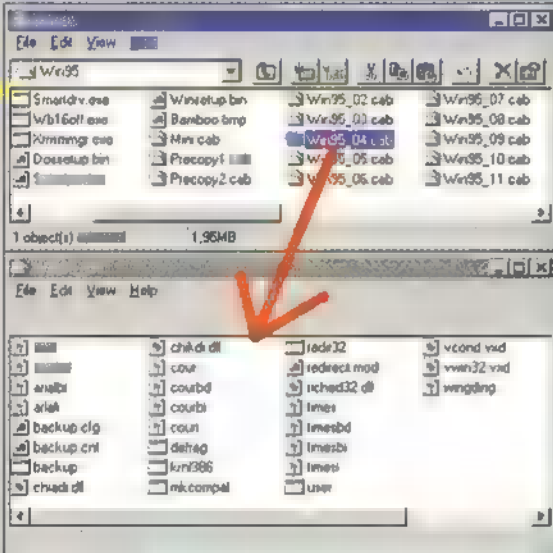 File Edit View
Win95
Smartdrv.exe Winsetup.bin Win95_02.cab Win95_07.cab
Wb16off.exe Bamboo.bmp Win95_03.cab Win95_08.cab
Xmsmmgr.exe Mini.cab Win95_04.cab Win95_09.cab
Dossetup.bin Precopy1 Win95_05.cab Win95_10.cab
Precopy2.cab Win95_06.cab Win95_11.cab
1 object(s) 1,95MB
File Edit View Help
chikdi.dll redir32 vcond.vxd
cour redirect.mod vwin32.vxd
arialbi courbd riched32.dll wingding
ariali courbi times
backup.cfg couri timesbd
backup.cnt defrag timesbi
backup krnl386 timesi
chiadi.dll mkcompat user